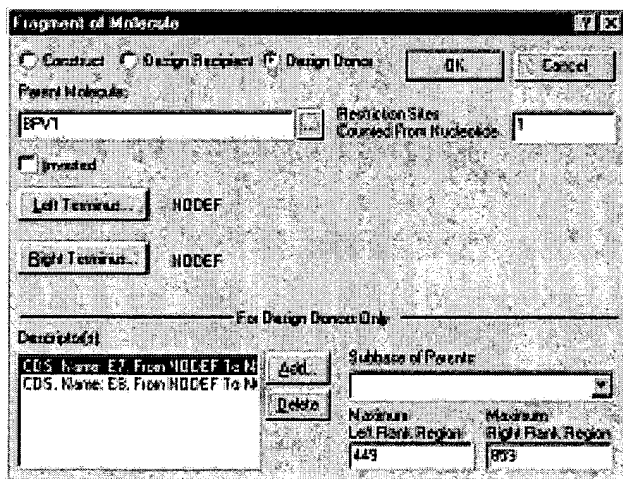 Fragment of Molecule
Construct Design Recipient Design Donor OK Cancel
Parent Molecule:
BPV1 ... Restriction Sites
Counted From Nucleotide 1
Inverted
Left Terminus... NODEF
Right Terminus... NODEF
For Design Donors Only
Descriptor(s)
CDS, Name: E7, From NODEF To N
CDS, Name: E8, From NODEF To N
Add...
Delete
Subbase of Parents
Maximum Left Flank Region: Maximum Right Flank Region:
449